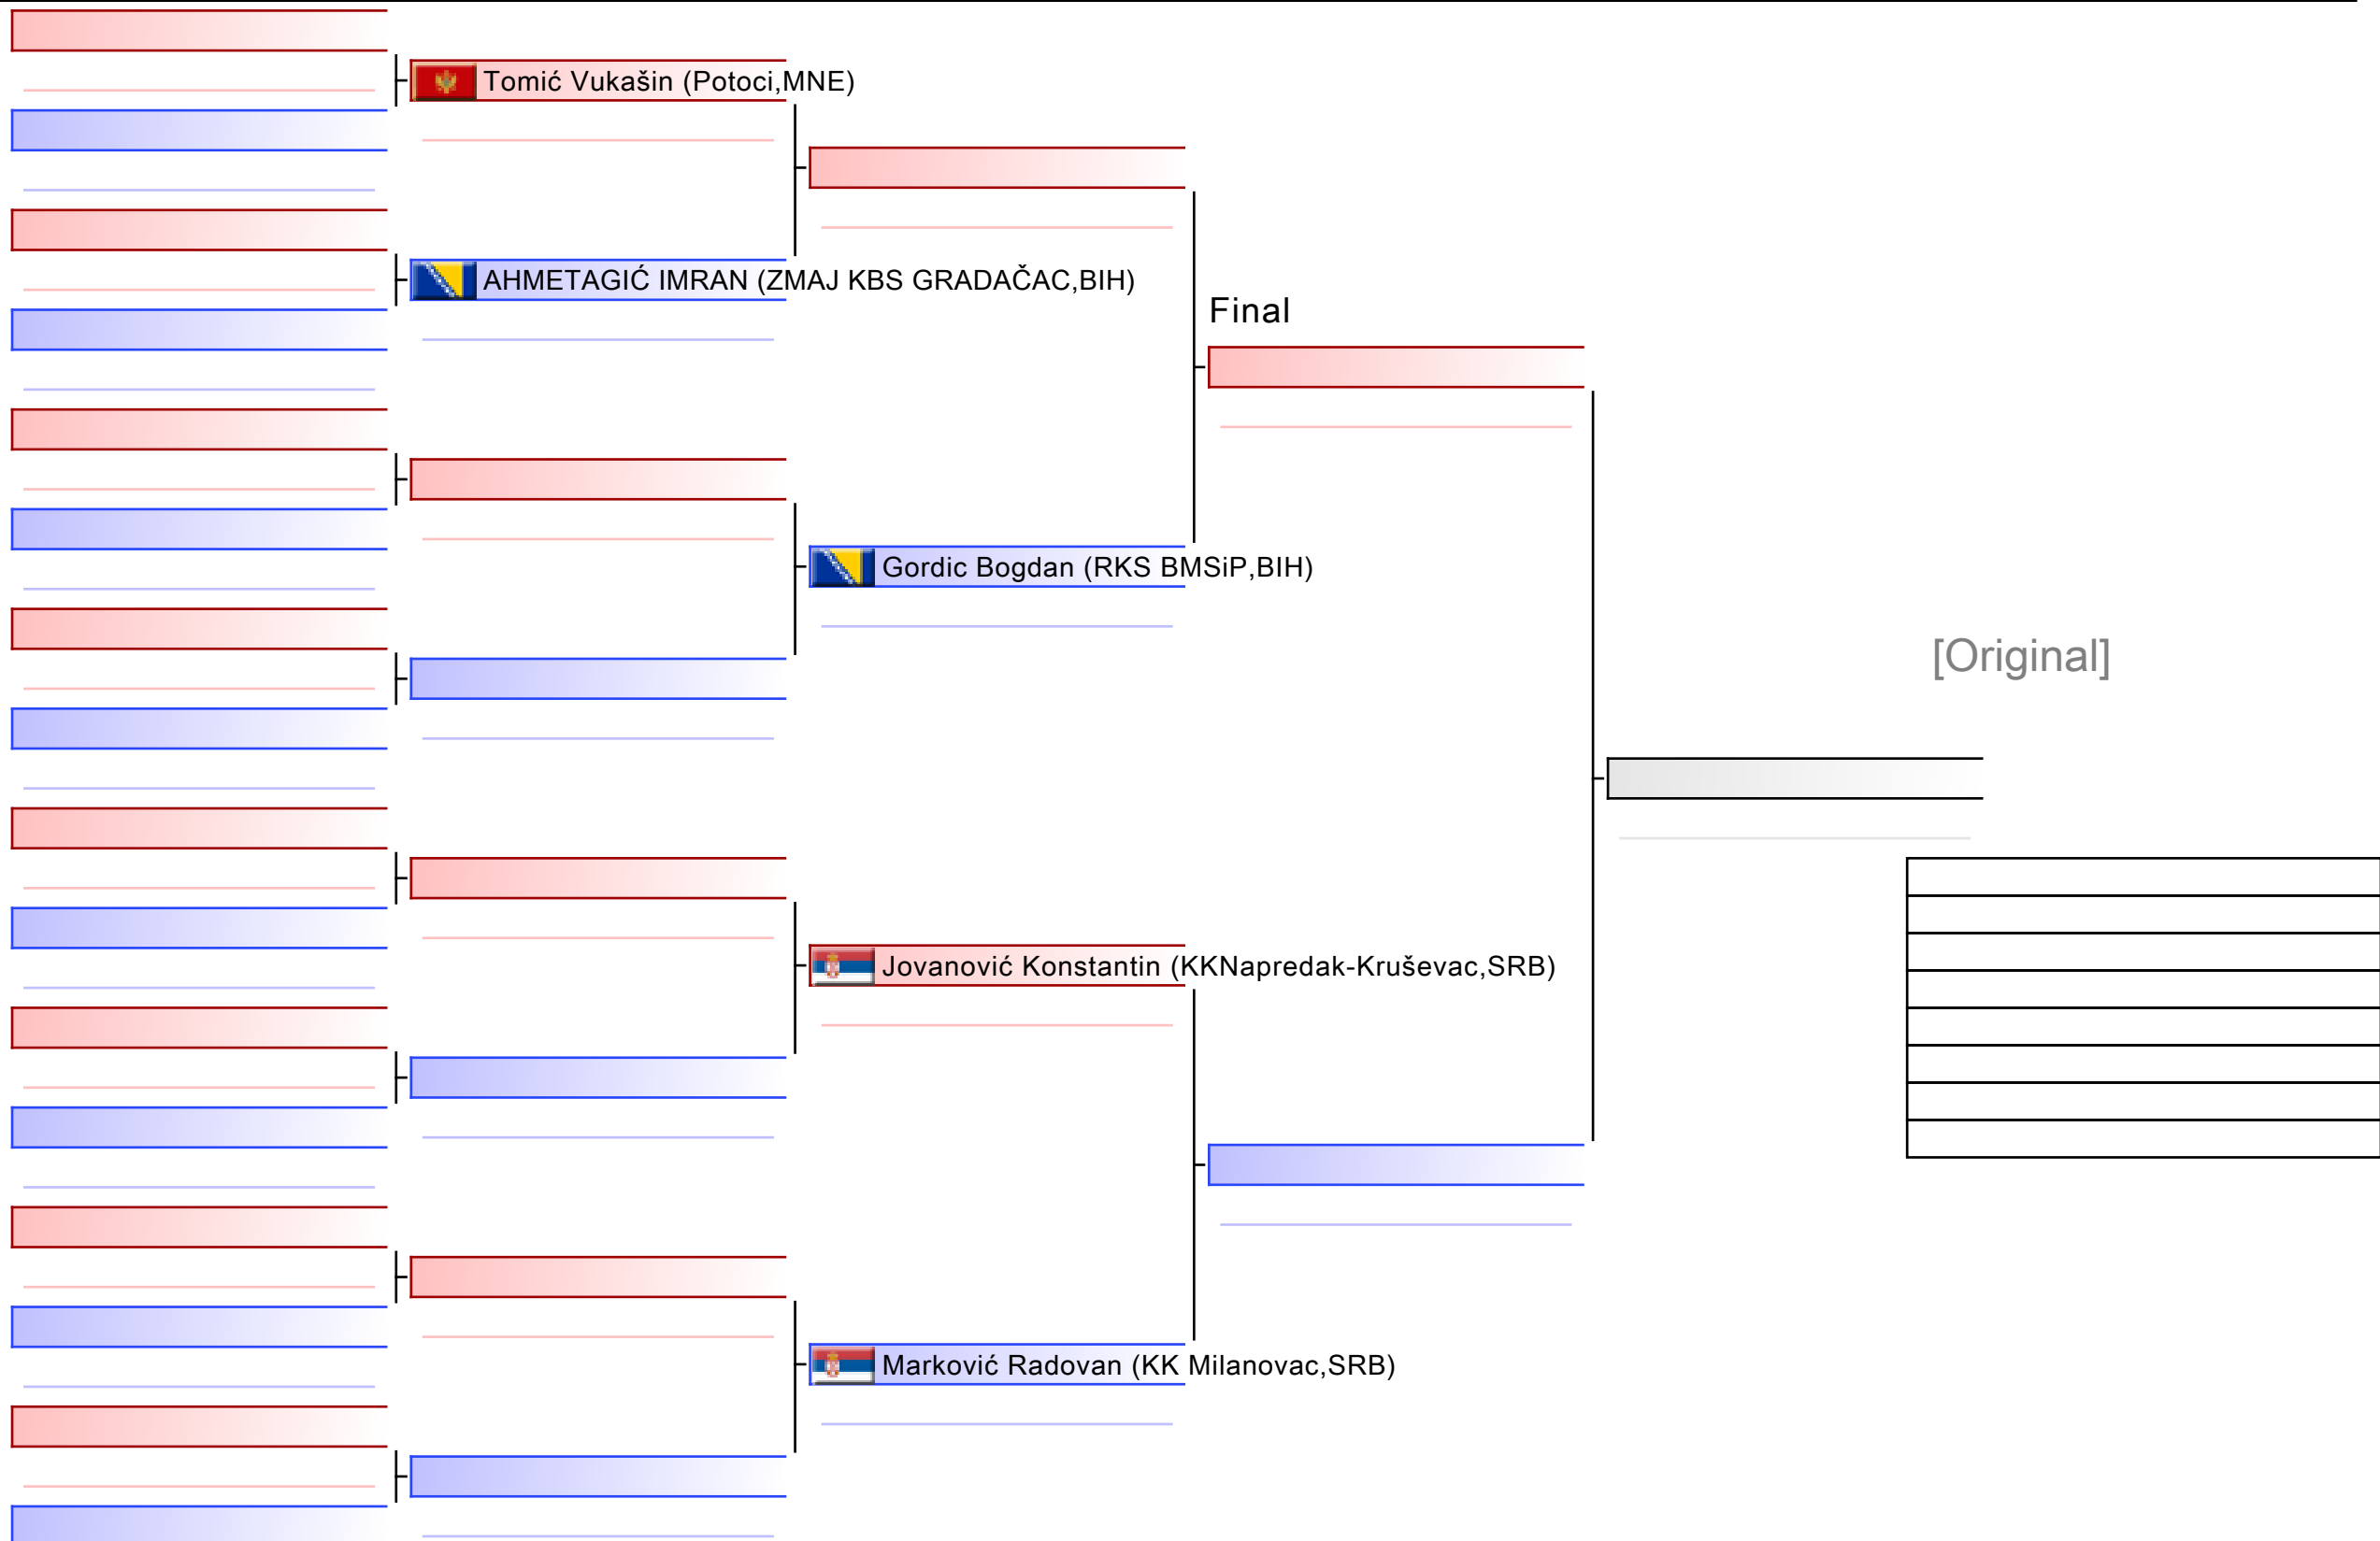 Tomić Vukašin (Potoci,MNE)
AHMETAGIĆ IMRAN (ZMAJ KBS GRADAČAC,BIH)
Final
Gordic Bogdan (RKS BMSiP,BIH)
[Original]
Jovanović Konstantin (KKNapredak-Kruševac,SRB)
Marković Radovan (KK Milanovac,SRB)